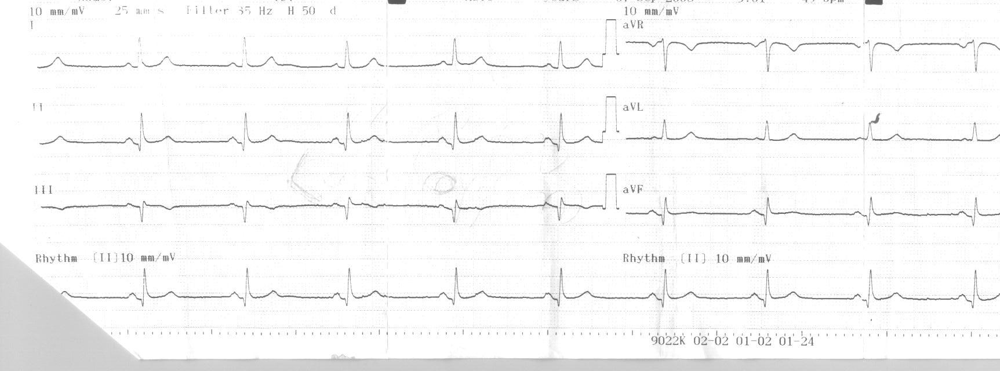 10 mm/mV 25 mm s Filter 35 Hz H 50 d
10 mm/mV
I
aVR
II
aVL
III
aVF
Rhythm [II] 10 mm/mV
Rhythm [II] 10 mm/mV
9022K 02-02 01-02 01-24